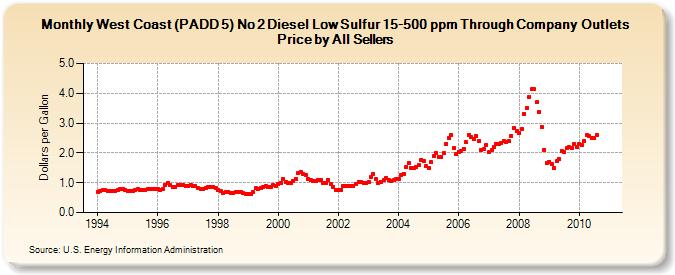 Monthly West Coast (PADD 5) No 2 Diesel Low Sulfur 15-500 ppm Through Company Outlets
Price by All Sellers
Dollars per Gallon
5.0
4.0
3.0
2.0
1.0
0.0
1994 1996 1998 2000 2002 2004 2006 2008 2010
Source: U.S. Energy Information Administration